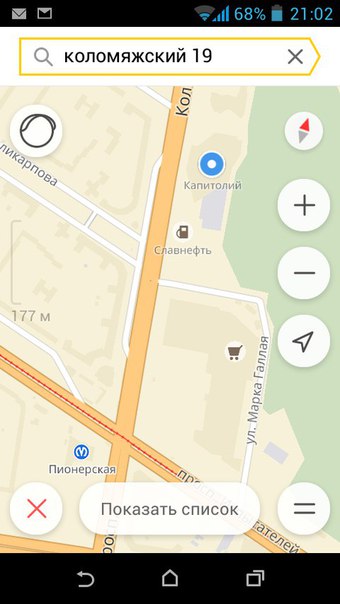 68% 21:02
коломяжский 19
Кол
ликарпова
Капитолий
Славнефть
177 м
ул. Марка Галлая
Пионерская
Показать список